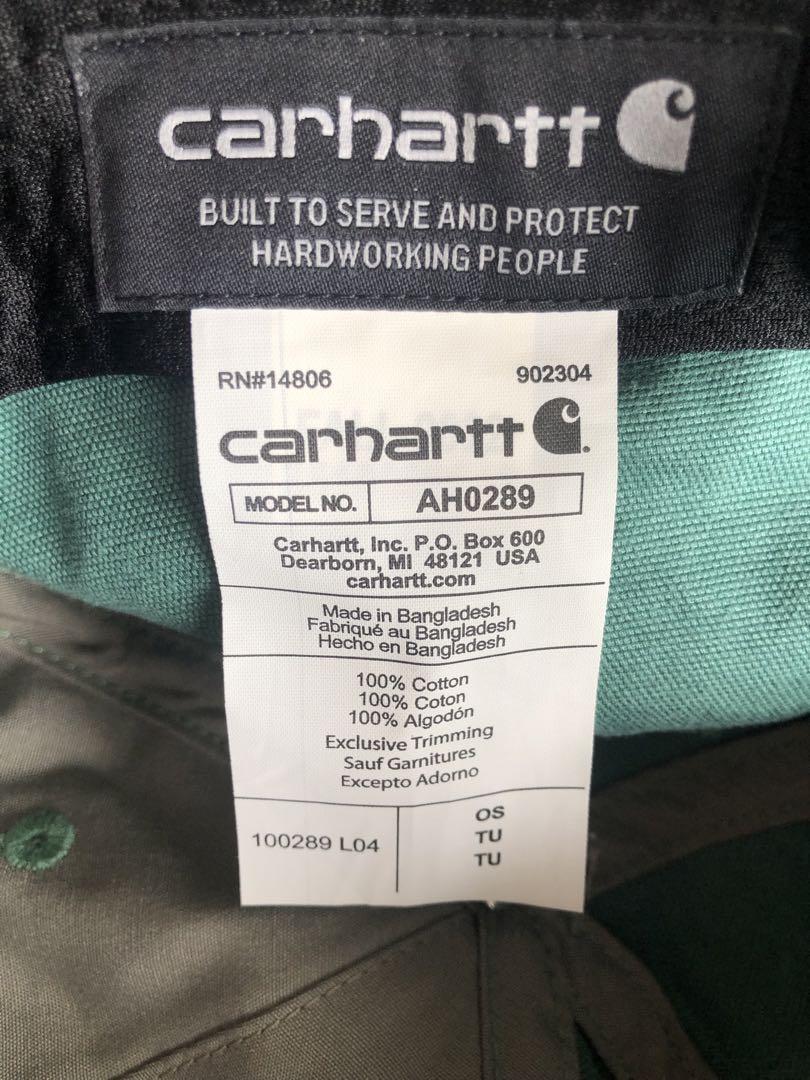 carhartt
BUILT TO SERVE AND PROTECT
HARDWORKING PEOPLE
RN#14806 902304
carhartt
MODEL NO. AH0289
Carhartt, Inc. P.O. Box 600
Dearborn, MI 48121 USA
carhartt.com
Made in Bangladesh
Fabriqué au Bangladesh
Hecho en Bangladesh
100% Cotton
100% Coton
100% Algodón
Exclusive Trimming
Sauf Garnitures
Excepto Adorno
100289 L04
OS
TU
TU